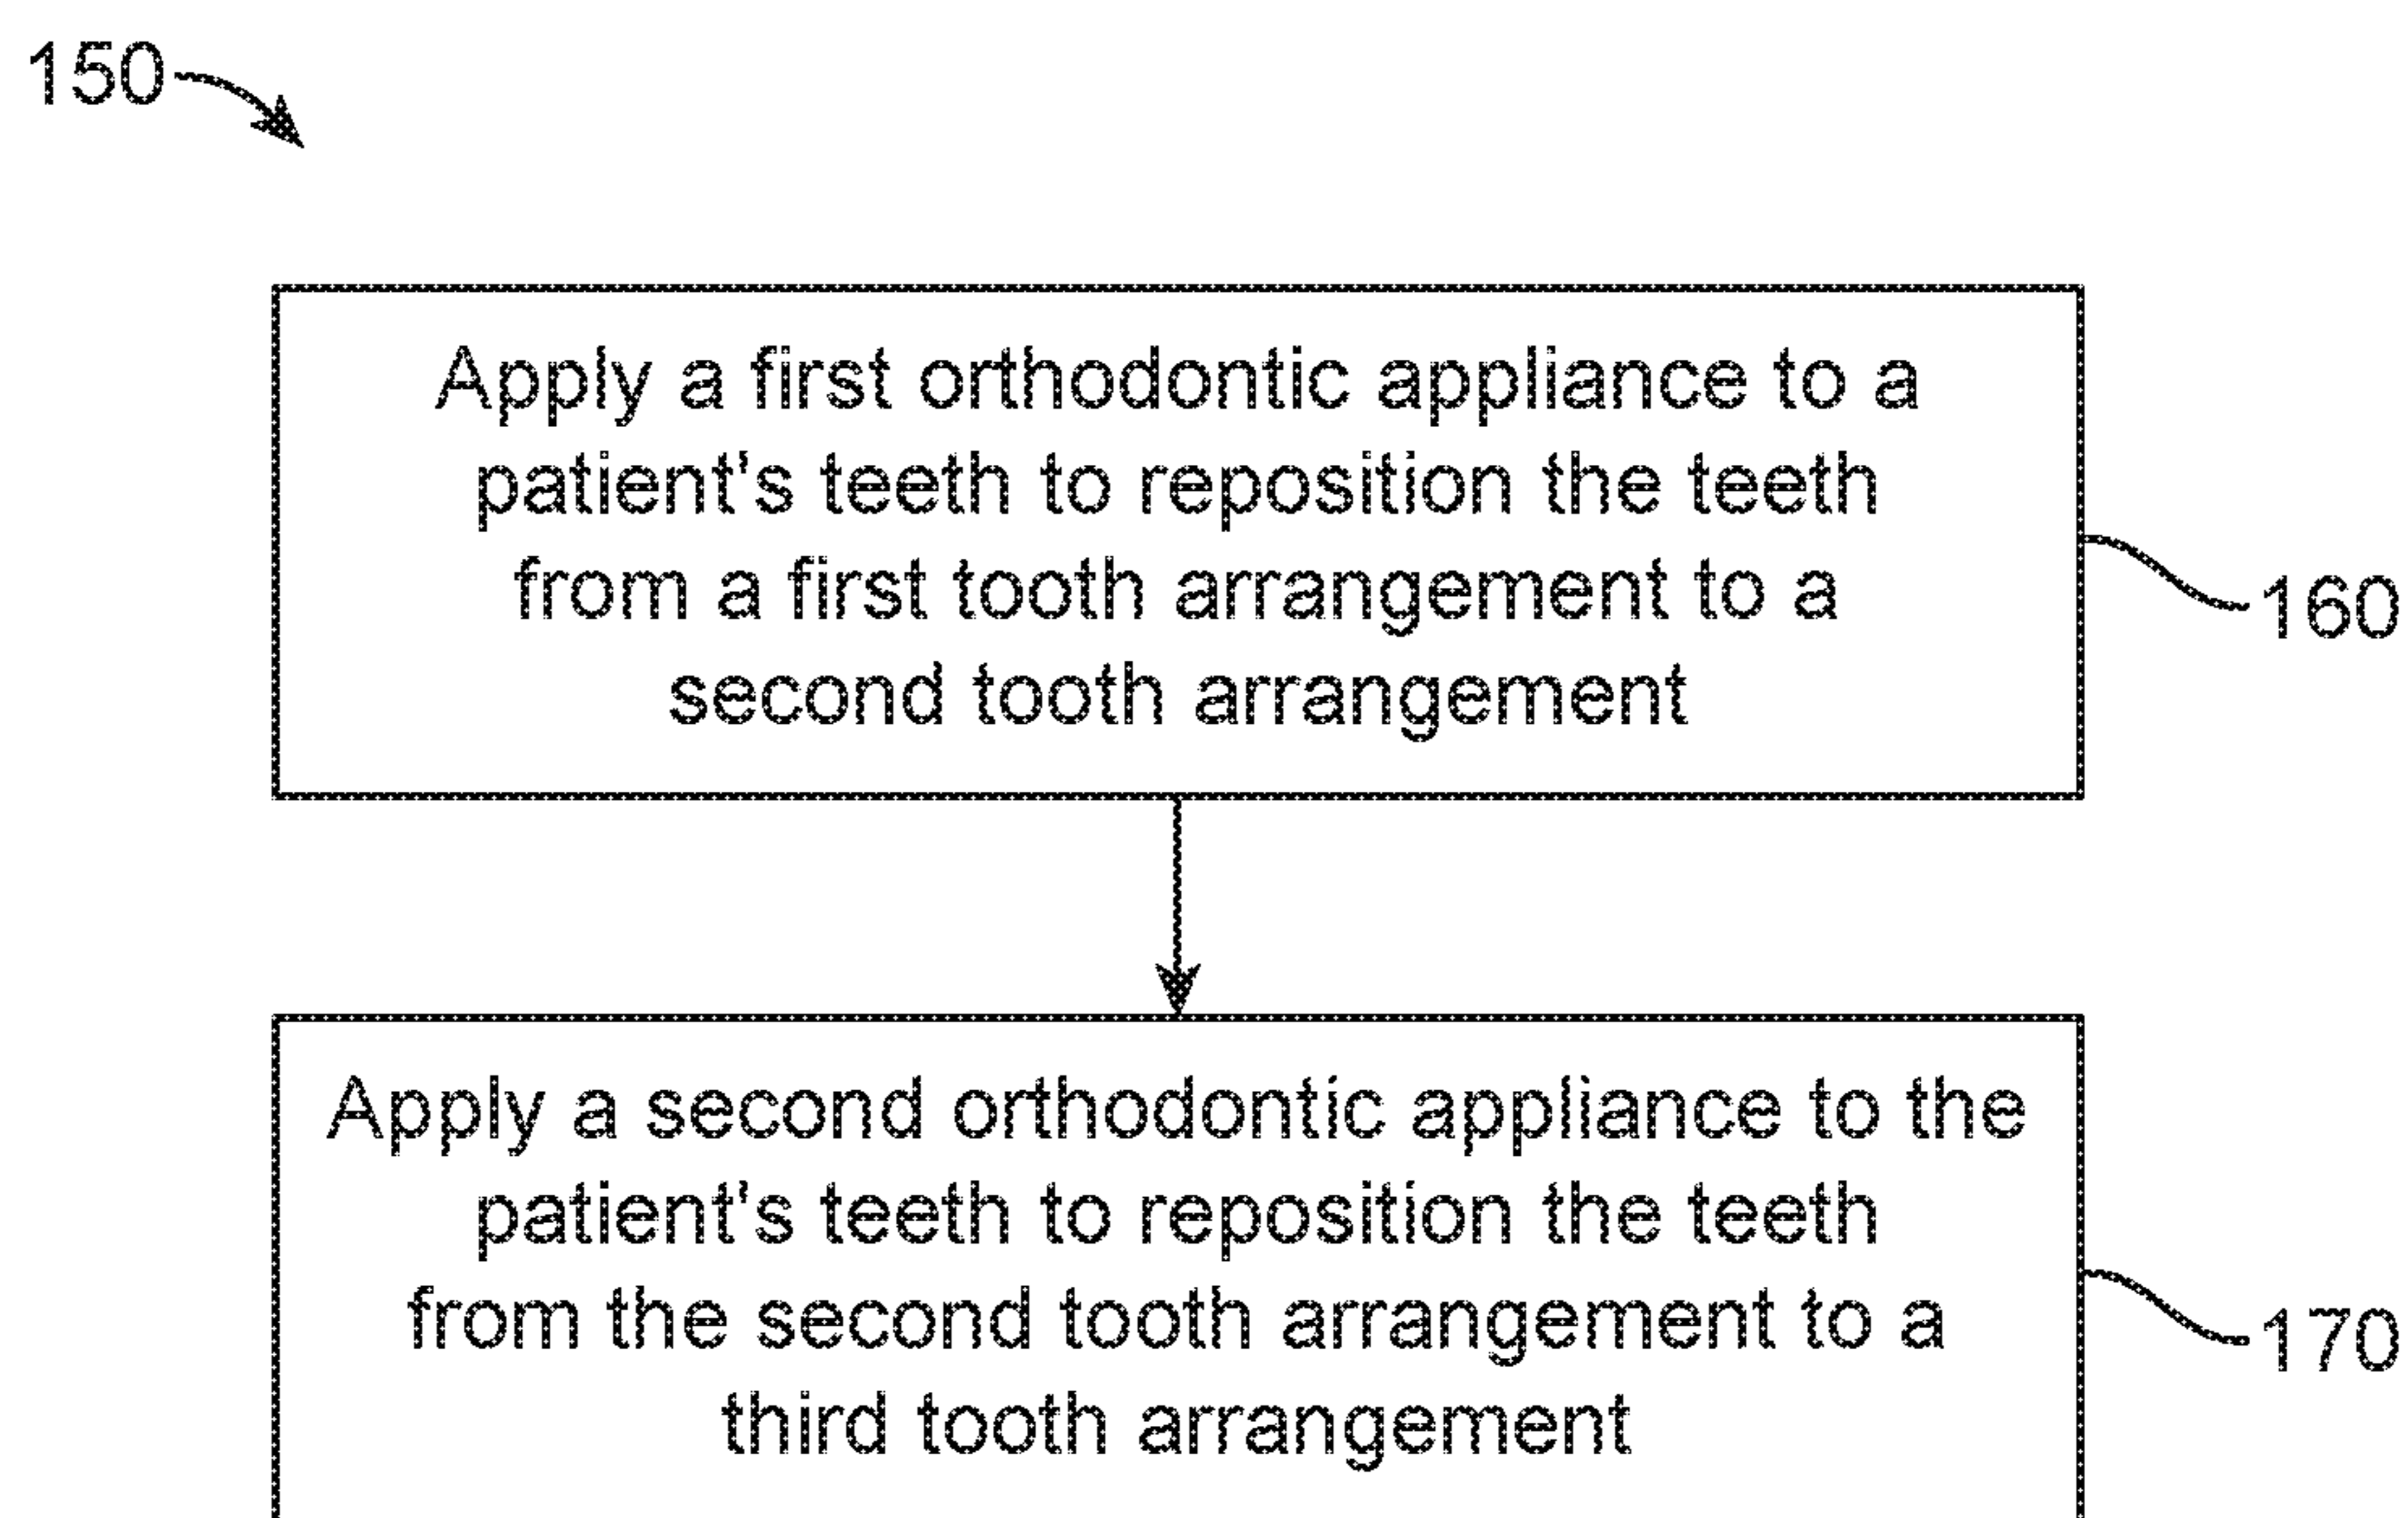 150
Apply a first orthodontic appliance to a
patient's teeth to reposition the teeth
from a first tooth arrangement to a
second tooth arrangement
160
Apply a second orthodontic appliance to the
patient's teeth to reposition the teeth
from the second tooth arrangement to a
third tooth arrangement
170